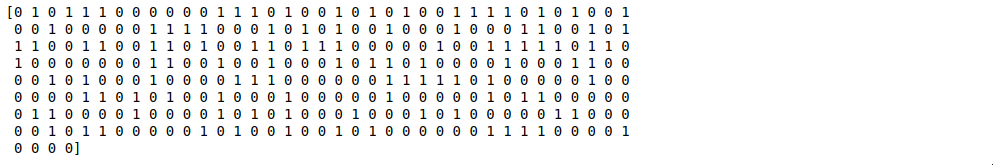 [0 1 0 1 1 1 0 0 0 0 0 0 1 1 1 0 1 0 0 1 0 1 0 1 0 0 1 1 1 1 0 1 0 1 0 0 1
0 0 1 0 0 0 0 0 1 1 1 1 0 0 0 1 0 1 0 1 0 0 1 0 0 0 1 0 0 0 1 1 0 0 1 0 1
1 1 0 0 1 1 0 0 1 1 0 1 0 0 1 1 0 1 1 1 0 0 0 0 0 1 0 0 1 1 1 1 1 0 1 1 0
1 0 0 0 0 0 0 0 1 1 0 0 1 0 0 1 0 0 0 1 0 1 1 0 1 0 0 0 0 1 0 0 0 1 1 0 0
0 0 1 0 1 0 0 0 1 0 0 0 0 1 1 1 0 0 0 0 0 0 1 1 1 1 1 0 1 0 0 0 0 0 1 0 0
0 0 0 0 1 1 0 1 0 1 0 0 1 0 0 0 1 0 0 0 0 0 1 0 0 0 0 0 1 0 1 1 0 0 0 0 0
0 1 1 0 0 0 0 1 0 0 0 0 1 0 1 0 1 0 0 0 1 0 0 0 1 0 1 0 0 0 0 0 1 1 0 0 0
0 0 1 0 1 1 0 0 0 0 0 1 0 1 0 0 1 0 0 1 0 1 0 0 0 0 0 0 0 1 1 1 1 0 0 0 0 1
0 0 0 0]